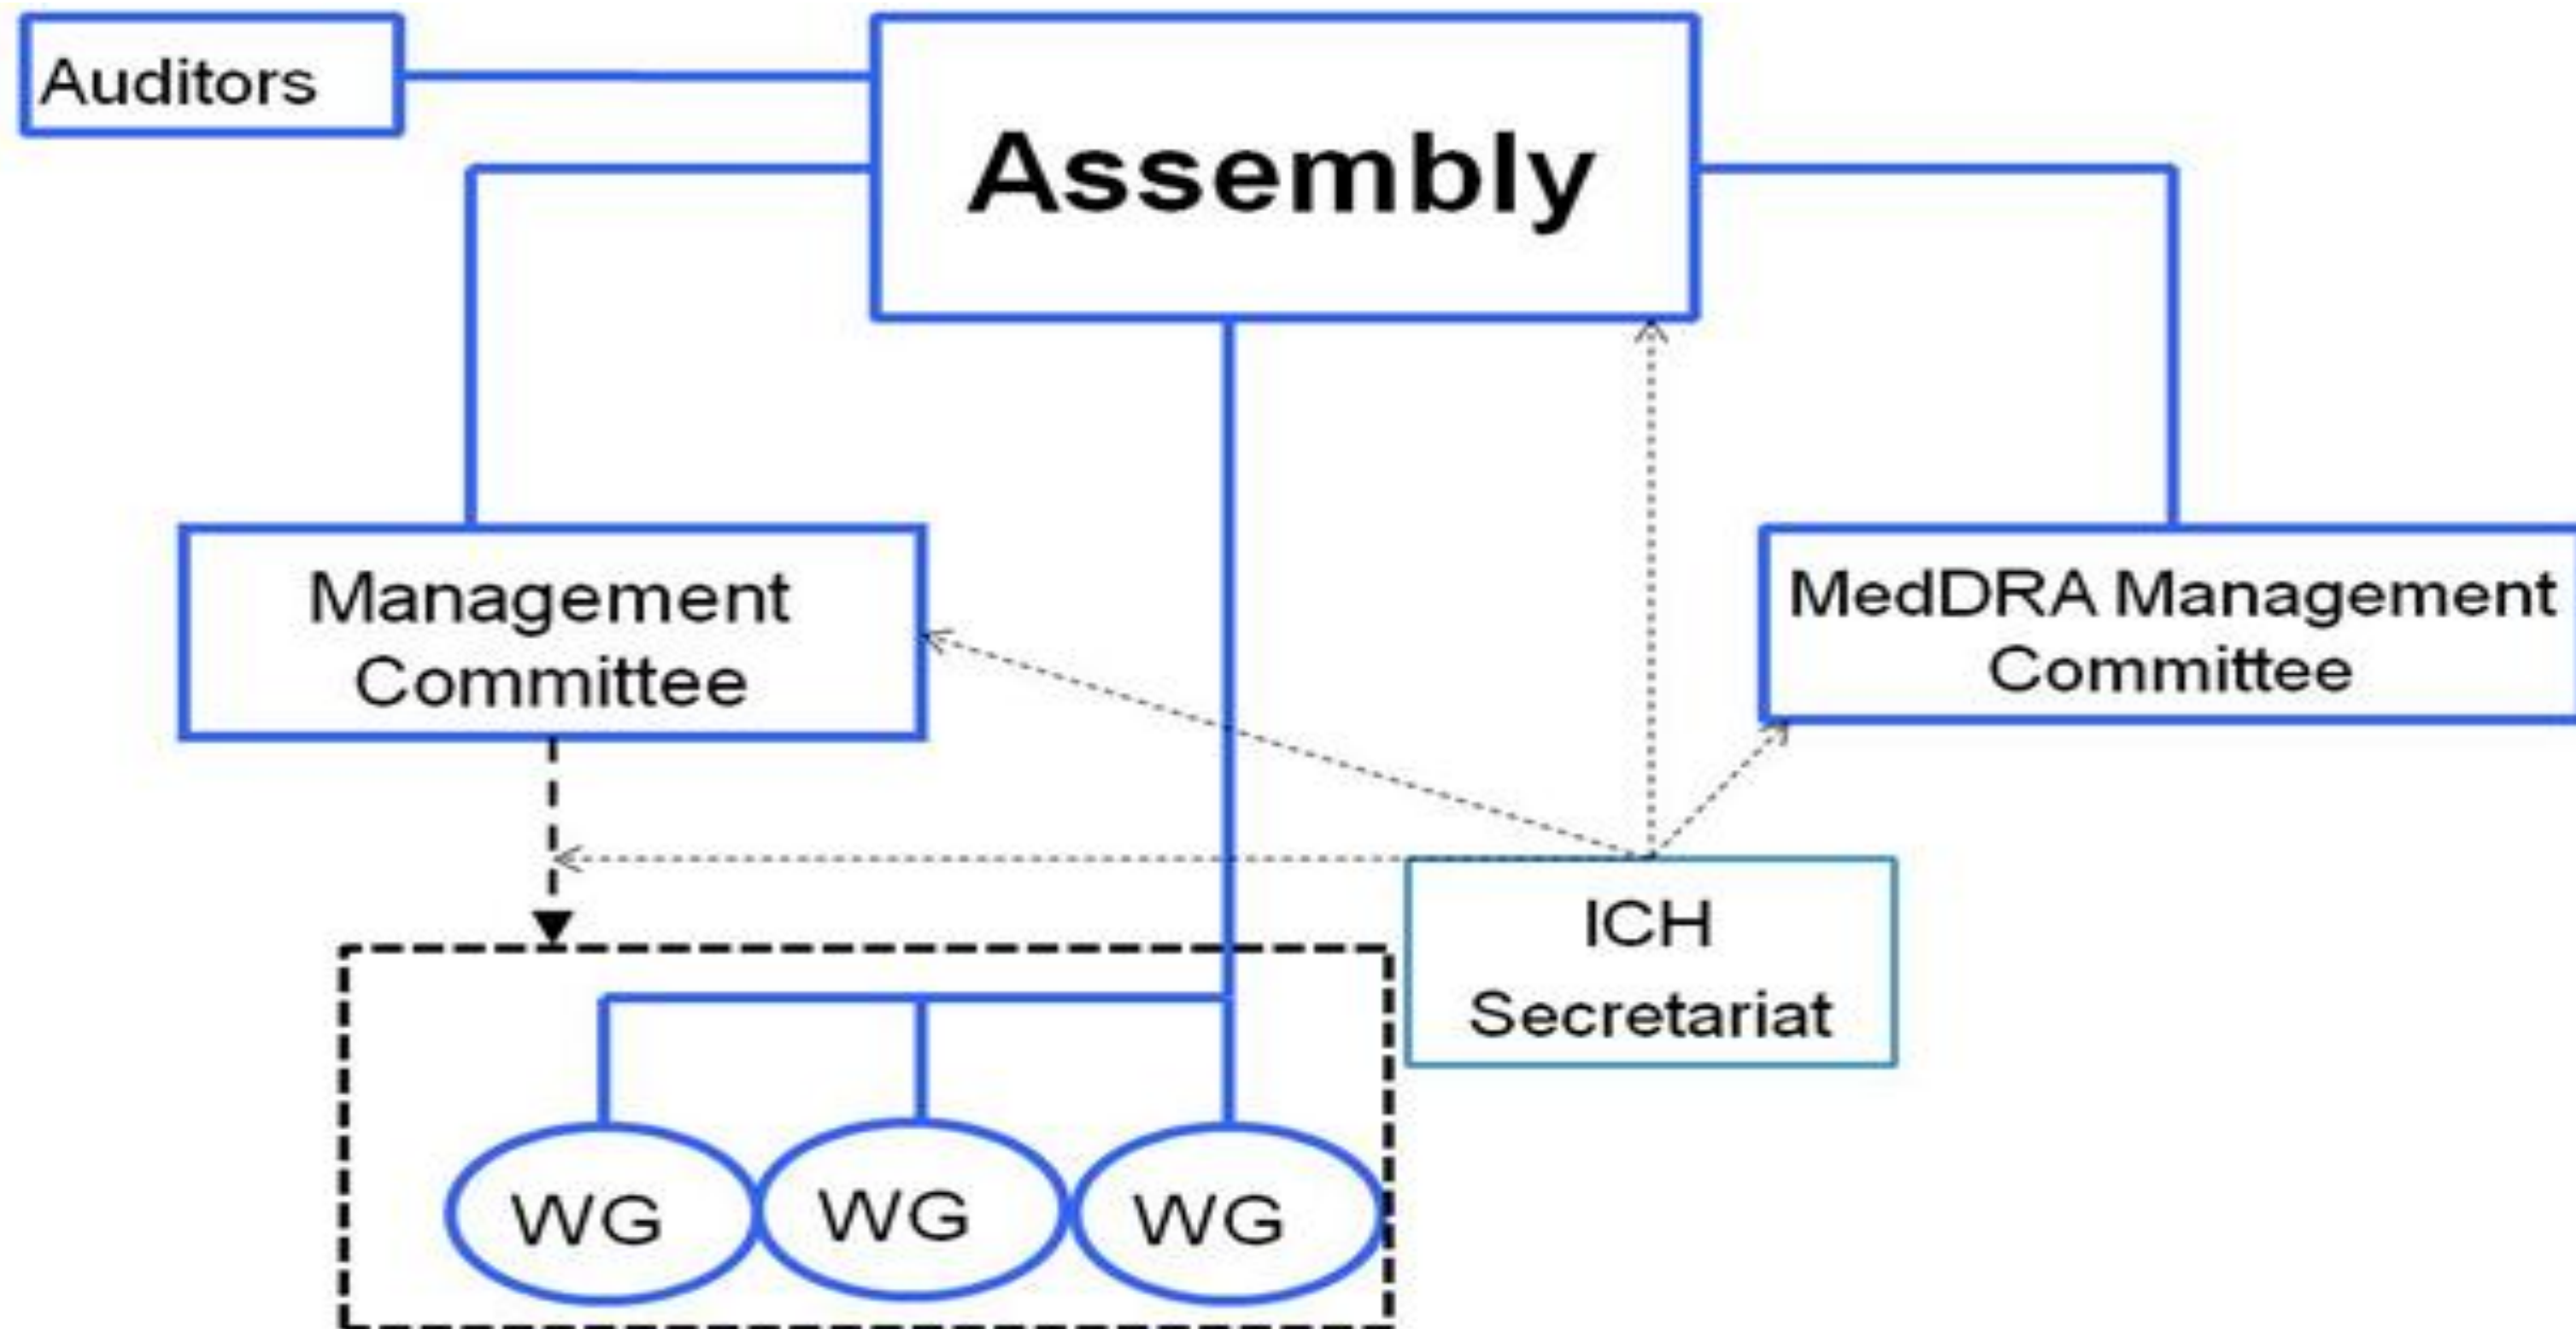 Auditors
Assembly
Management
Committee
MedDRA Management
Committee
ICH
Secretariat
WG
WG
WG